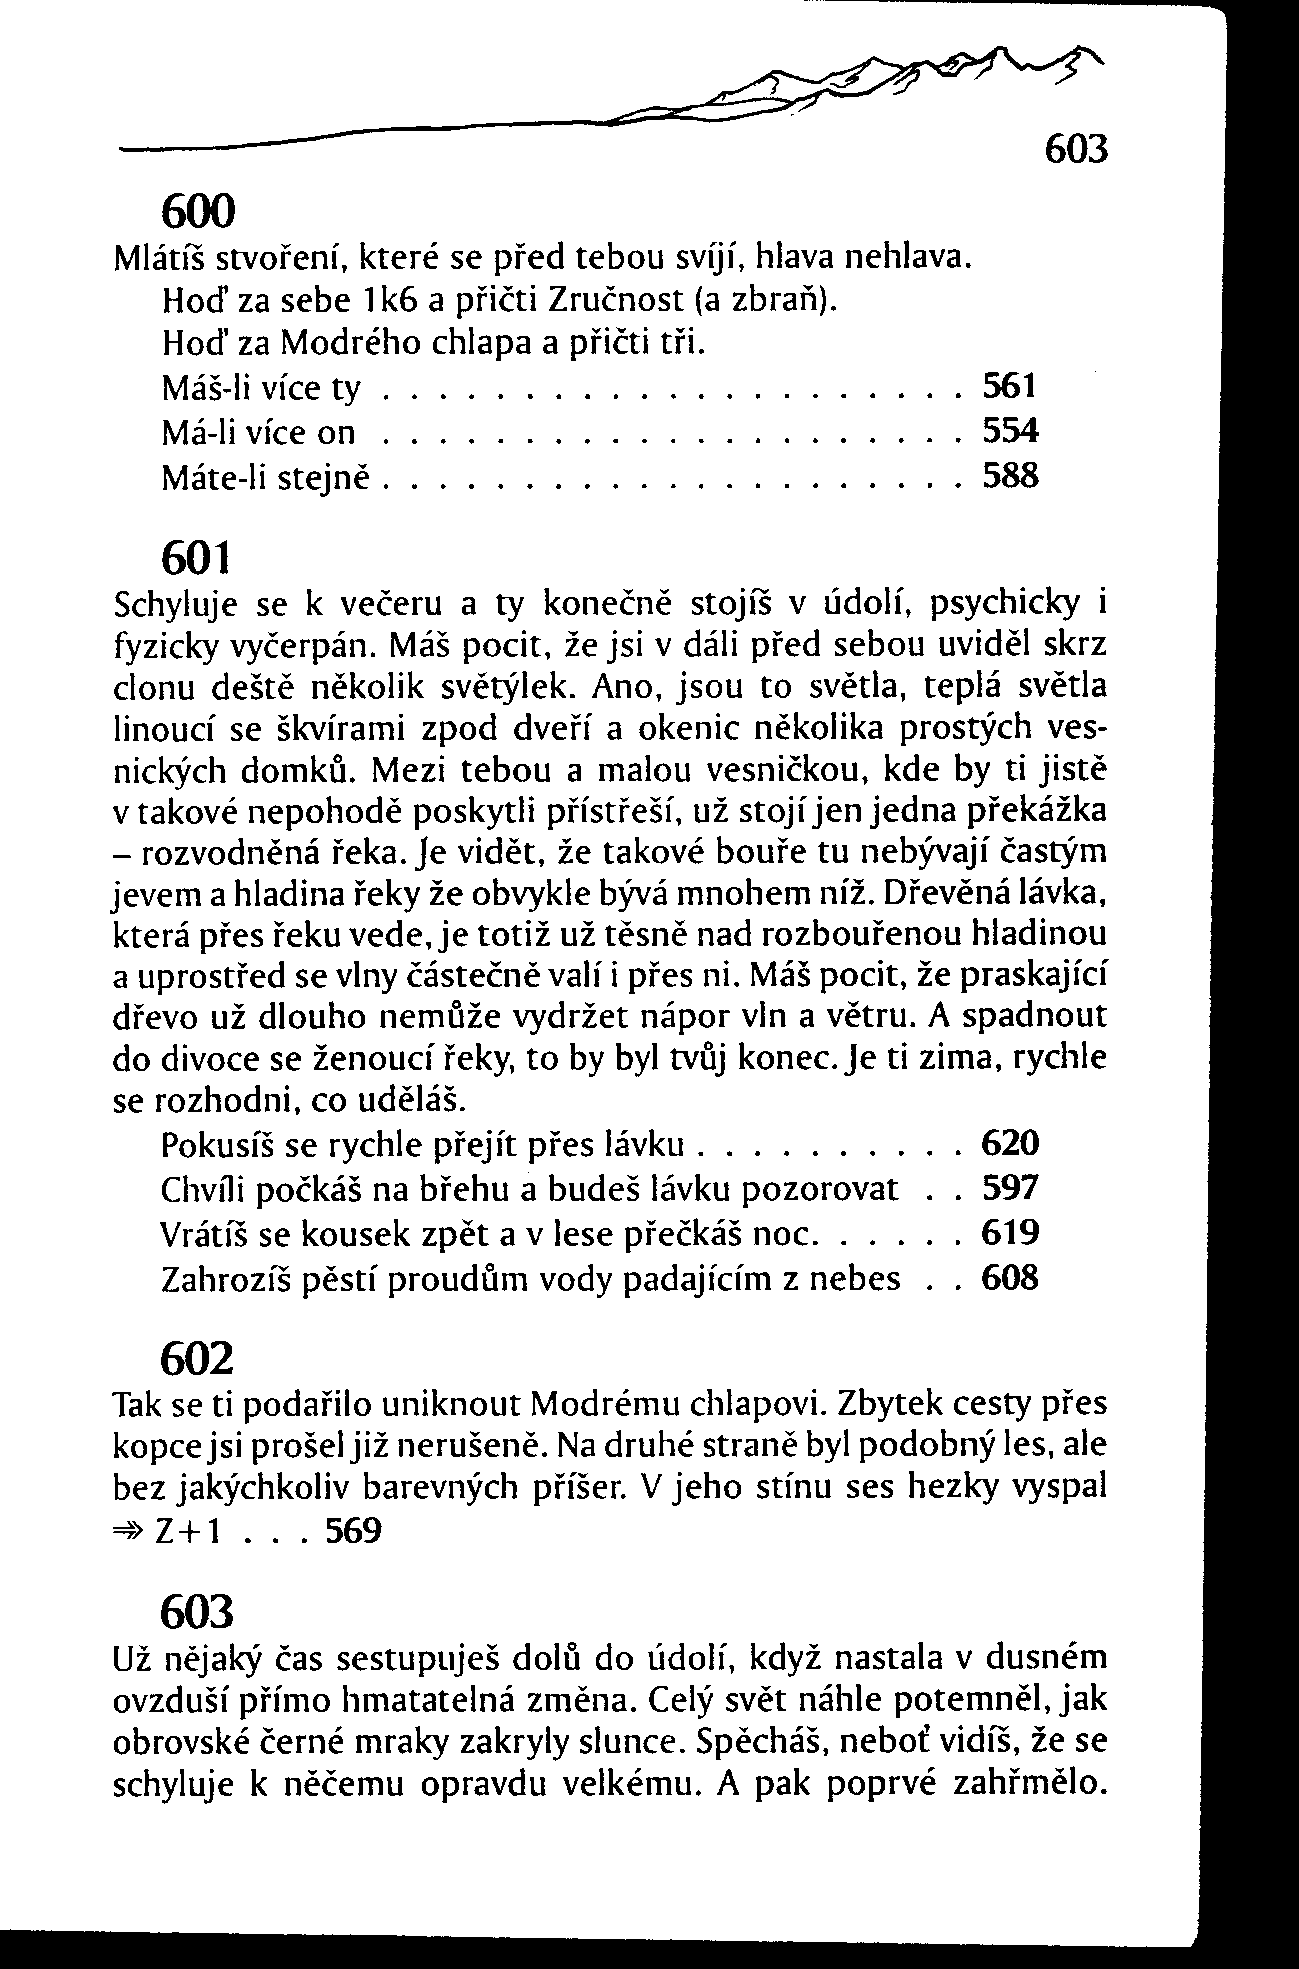 603
600
Mlátíš stvoření, které se před tebou svíjí, hlava nehlava.
Hoď za sebe 1k6 a přičti Zručnost (a zbraň).
Hoď za Modrého chlapa a přičti tři.
Máš-li více ty . . . . . . . . . . . . . . . . . . . . . 561
Má-li více on . . . . . . . . . . . . . . . . . . . . . 554
Máte-li stejně . . . . . . . . . . . . . . . . . . . . . 588
601
Schyluje se k večeru a ty konečně stojíš v údolí, psychicky i
fyzicky vyčerpán. Máš pocit, že jsi v dáli před sebou uviděl skrz
clonu deště několik světýlek. Ano, jsou to světla, teplá světla
linoucí se škvírami zpod dveří a okenic několika prostých ves-
nických domků. Mezi tebou a malou vesničkou, kde by ti jistě
v takové nepohodě poskytli přístřeší, už stojí jen jedna překážka
– rozvodněná řeka. Je vidět, že takové bouře tu nebývají častým
jevem a hladina řeky že obvykle bývá mnohem níž. Dřevěná lávka,
která přes řeku vede, je totiž už těsně nad rozbouřenou hladinou
a uprostřed se vlny částečně valí i přes ni. Máš pocit, že praskající
dřevo už dlouho nemůže vydržet nápor vln a větru. A spadnout
do divoce se ženoucí řeky, to by byl tvůj konec. Je ti zima, rychle
se rozhodni, co uděláš.
Pokusíš se rychle přejít přes lávku . . . . . . . . . . 620
Chvíli počkáš na břehu a budeš lávku pozorovat . . 597
Vrátíš se kousek zpět a v lese přečkáš noc. . . . . . 619
Zahrozíš pěstí proudům vody padajícím z nebes . . 608
602
Tak se ti podařilo uniknout Modrému chlapovi. Zbytek cesty přes
kopce jsi prošel již nerušeně. Na druhé straně byl podobný les, ale
bez jakýchkoliv barevných příšer. V jeho stínu ses hezky vyspal
⇛ Z+1 . . . 569
603
Už nějaký čas sestupuješ dolů do údolí, když nastala v dusném
ovzduší přímo hmatatelná změna. Celý svět náhle potemněl, jak
obrovské černé mraky zakryly slunce. Spěcháš, neboť vidíš, že se
schyluje k něčemu opravdu velkému. A pak poprvé zahřmělo.